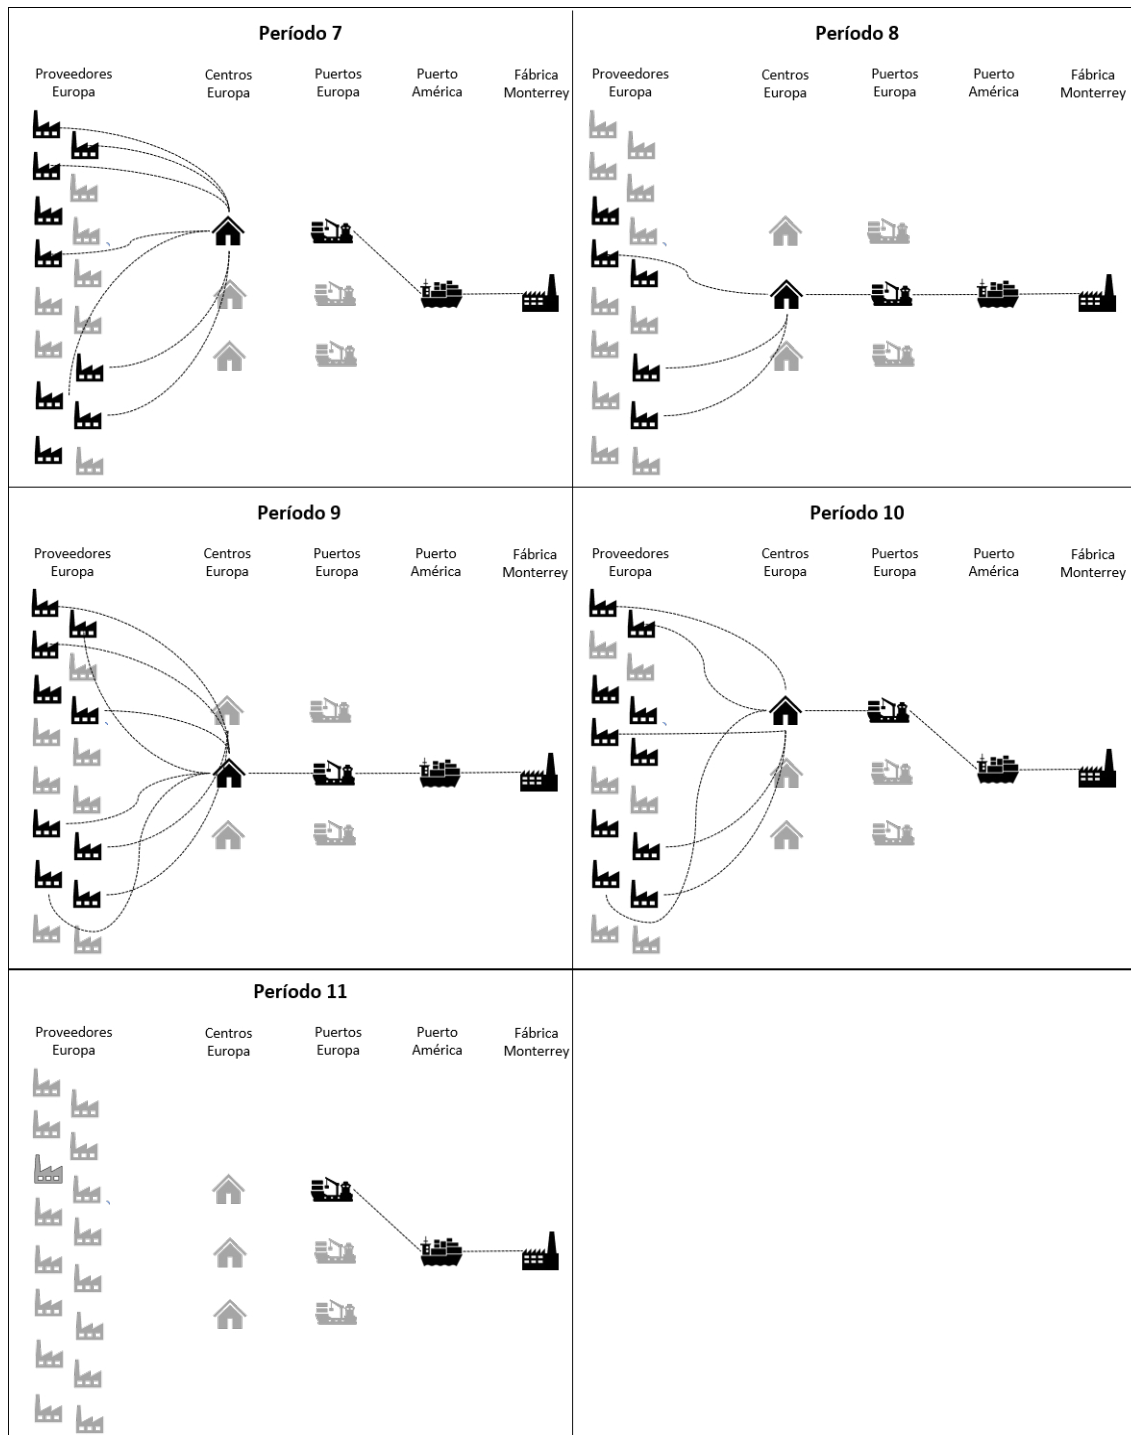 Período 7
Proveedores Centros Puertos Puerto Fábrica
Europa Europa Europa América Monterrey
Período 8
Proveedores Centros Puertos Puerto Fábrica
Europa Europa Europa América Monterrey
Período 9
Proveedores Centros Puertos Puerto Fábrica
Europa Europa Europa América Monterrey
Período 10
Proveedores Centros Puertos Puerto Fábrica
Europa Europa Europa América Monterrey
Período 11
Proveedores Centros Puertos Puerto Fábrica
Europa Europa Europa América Monterrey